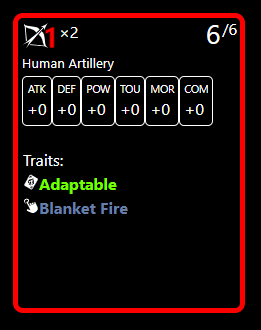 1 ×2 6/6
Human Artillery
ATK DEF POW TOU MOR COM
+0 +0 +0 +0 +0 +0
Traits:
Adaptable
Blanket Fire